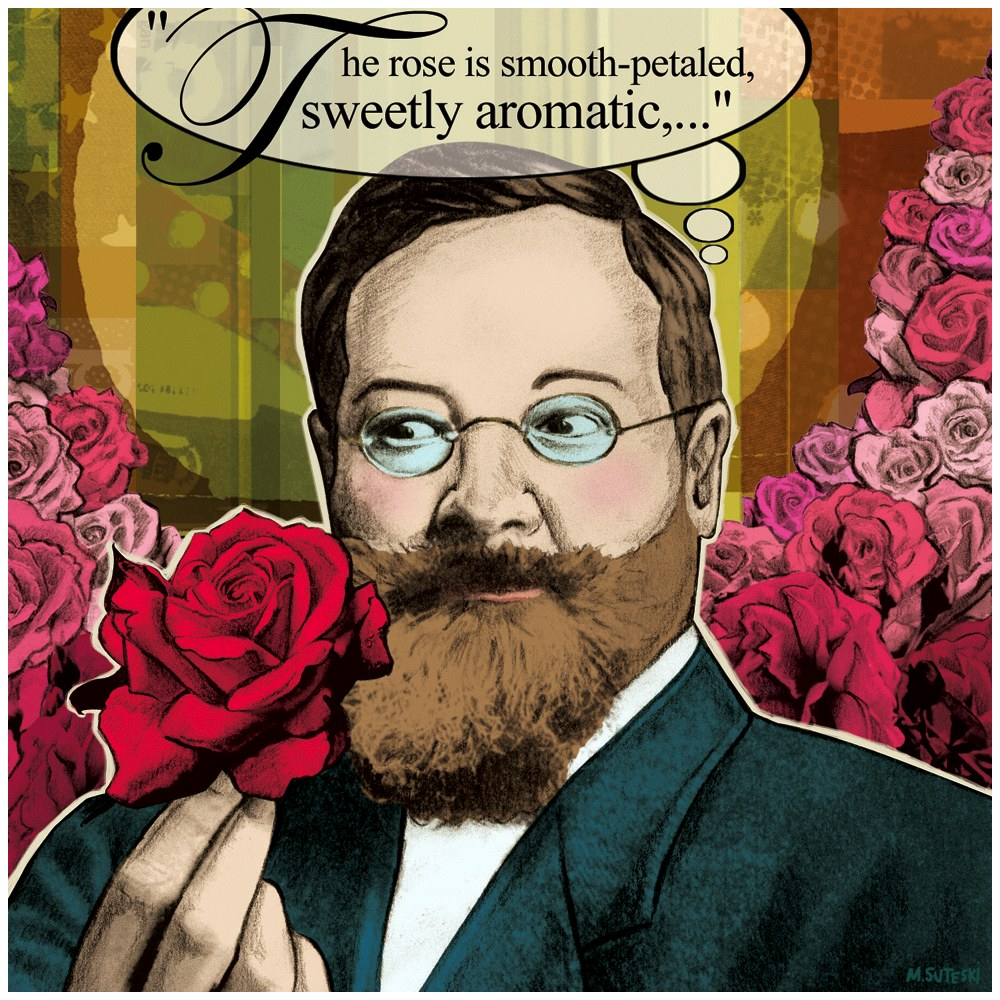 "The rose is smooth-petaled,
sweetly aromatic,..."
M.SUTESKI